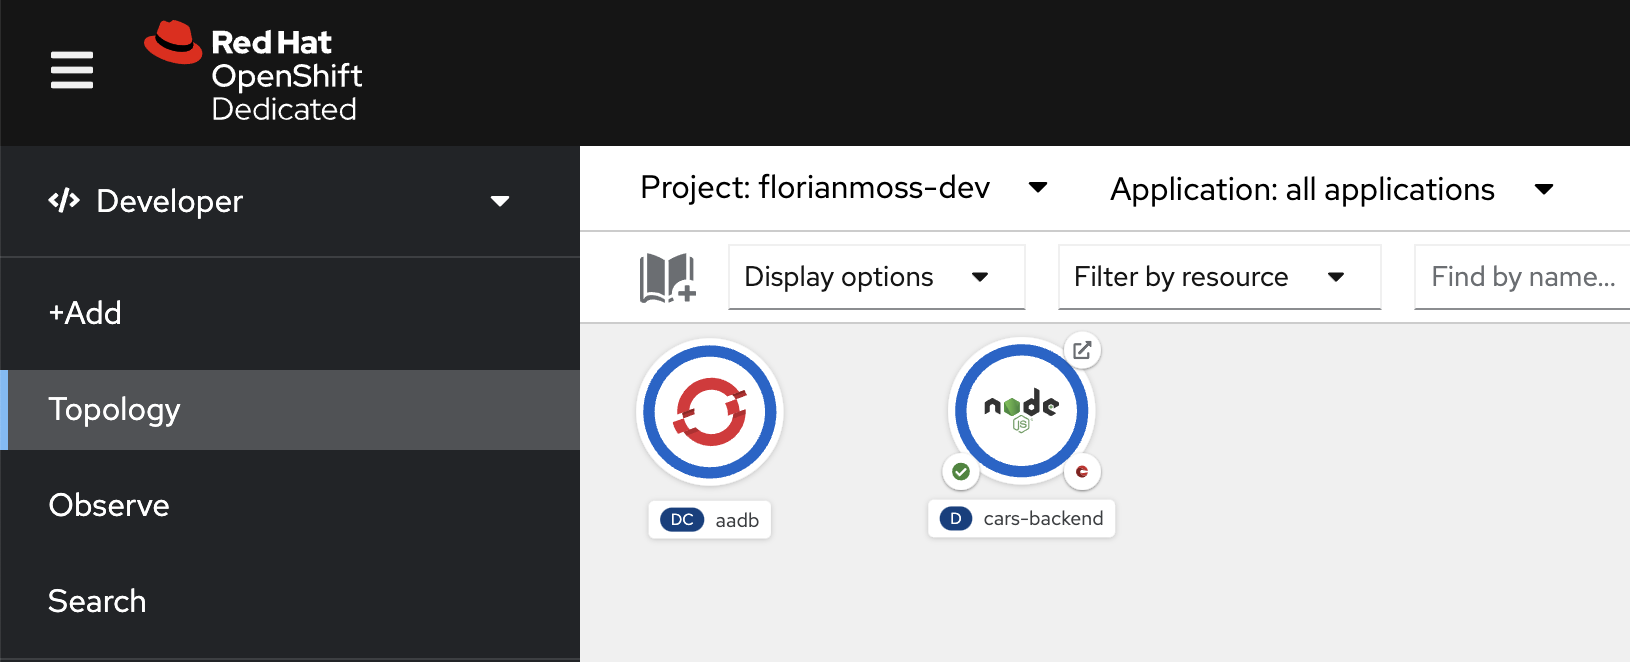 Red Hat
OpenShift
Dedicated
Developer
+Add
Topology
Observe
Search
Project: florianmoss-dev
Application: all applications
Display options
Filter by resource
Find by name...
node
JS
DC aadb
D cars-backend